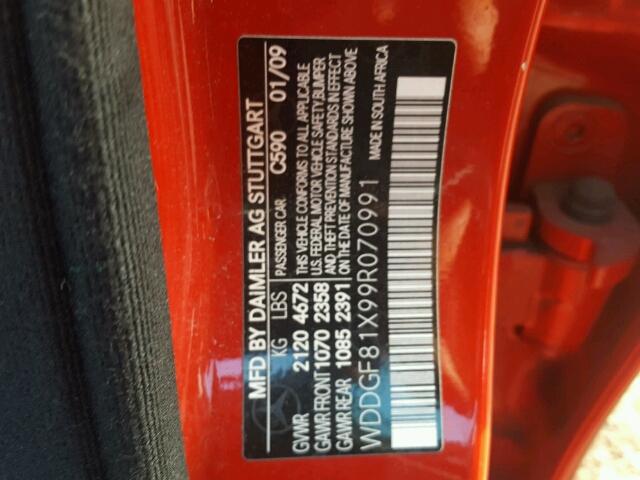 MFD BY DAIMLER AG STUTTGART
KG LBS PASSENGER CAR C590 01/09
GVWR 2120 4672 THIS VEHICLE CONFORMS TO ALL APPLICABLE
U.S. FEDERAL MOTOR VEHICLE SAFETY, BUMPER
GAWR FRONT 1070 2358 AND THEFT PREVENTION STANDARDS IN EFFECT
GAWR REAR 1085 2391 ON THE DATE OF MANUFACTURE SHOWN ABOVE
WDDGF81X99R070991 MADE IN SOUTH AFRICA